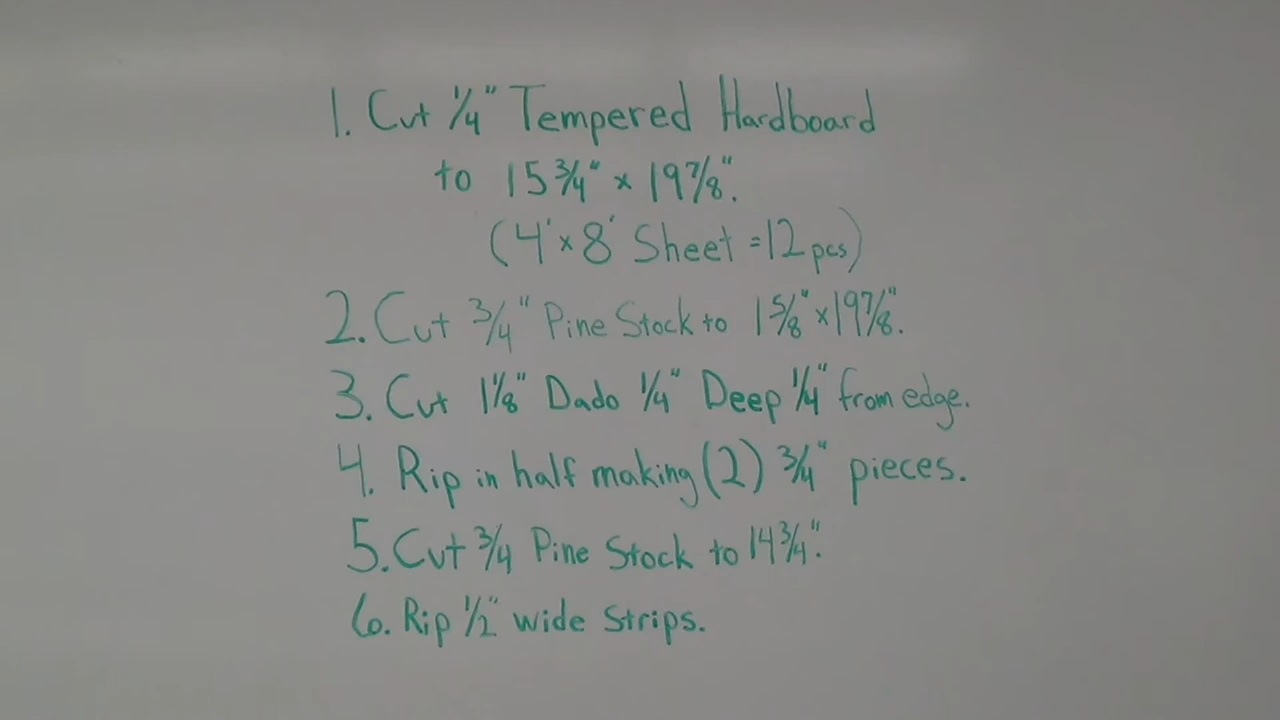 1. Cut 1/4" Tempered Hardboard
to 15 3/4" x 19 7/8".
(4' x 8' Sheet = 12 pcs)
2. Cut 3/4" Pine Stock to 1 5/8" x 19 7/8".
3. Cut 1 1/8" Dado 1/4" Deep 1/4" from edge.
4. Rip in half making (2) 3/4" pieces.
5. Cut 3/4 Pine Stock to 14 3/4".
6. Rip 1/2" wide Strips.